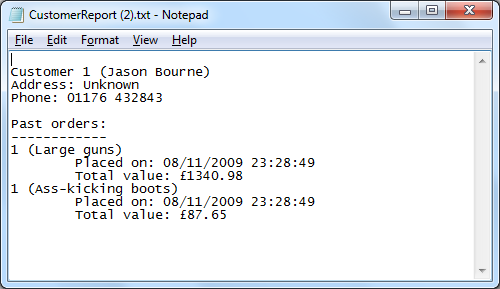 CustomerReport (2).txt - Notepad
File Edit Format View Help
Customer 1 (Jason Bourne)
Address: Unknown
Phone: 01176 432843
Past orders:
------------
1 (Large guns)
Placed on: 08/11/2009 23:28:49
Total value: £1340.98
1 (Ass-kicking boots)
Placed on: 08/11/2009 23:28:49
Total value: £87.65